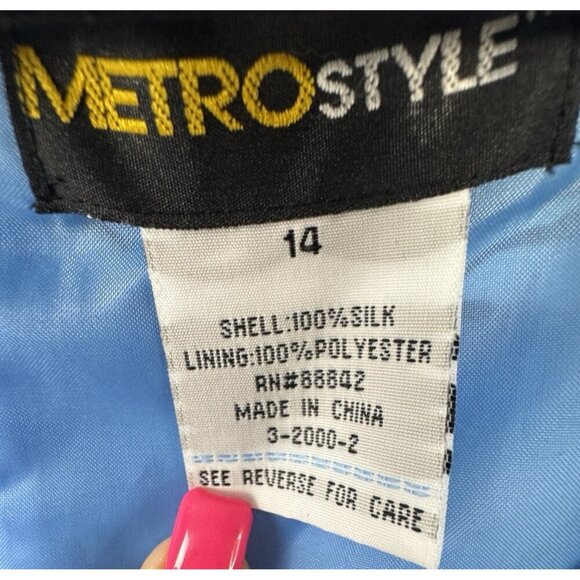 METROSTYLE™
14
SHELL:100%SILK
LINING:100%POLYESTER
RN#88842
MADE IN CHINA
3-2000-2
SEE REVERSE FOR CARE